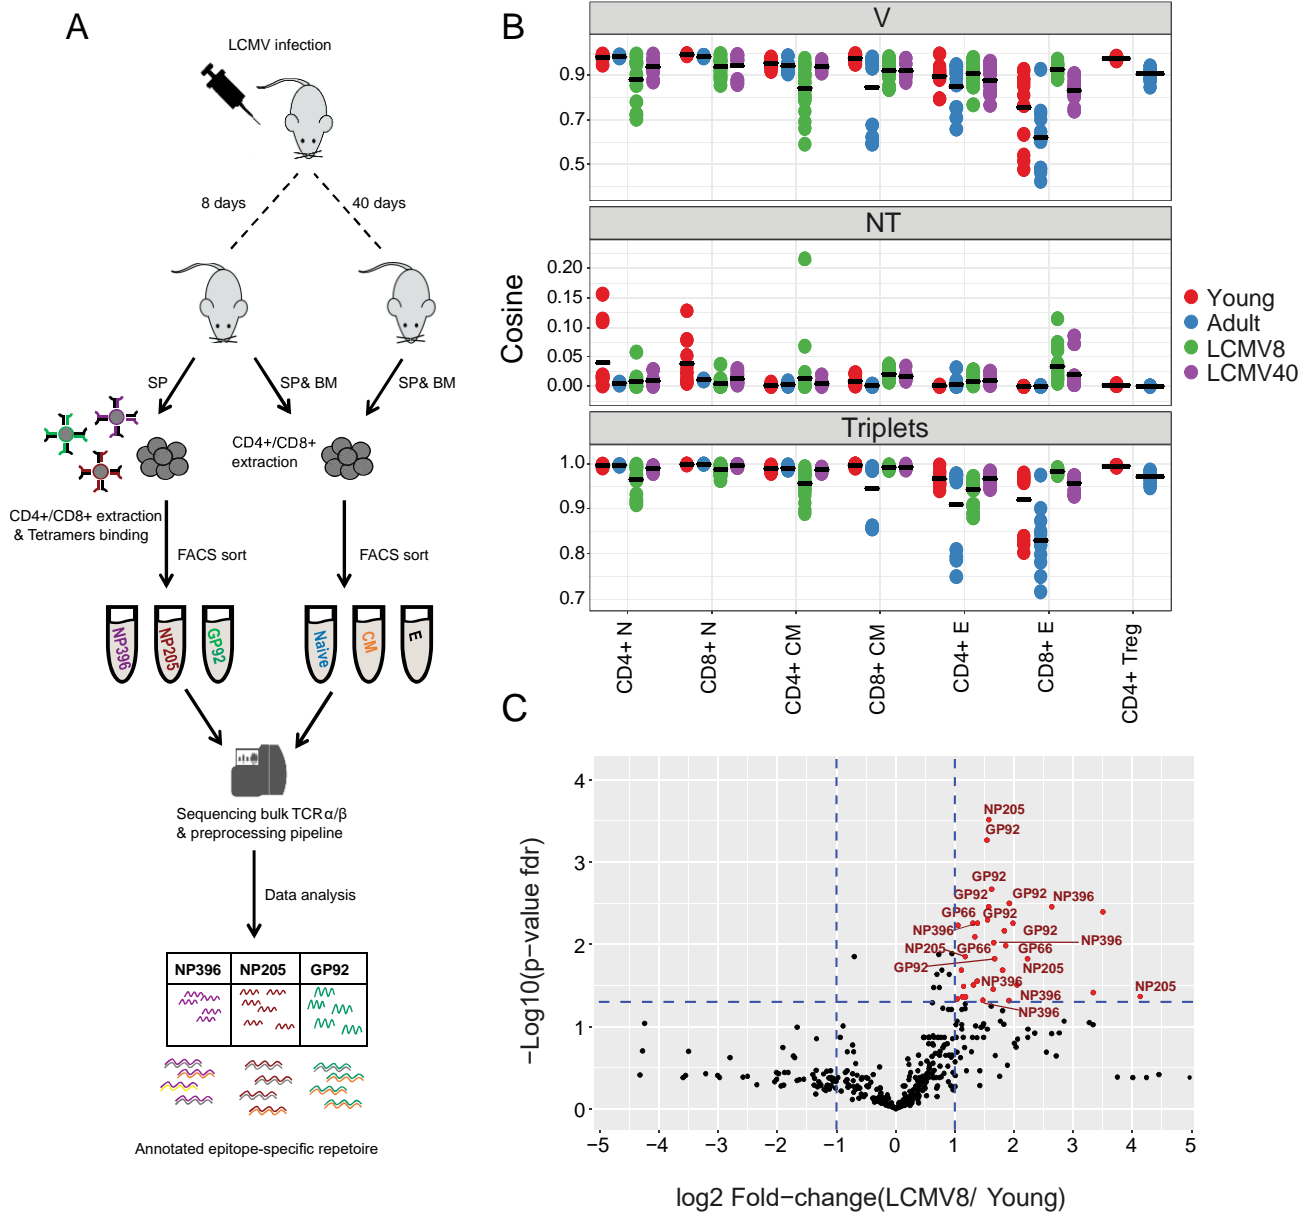 A
LCMV infection
8 days
40 days
SP
SP& BM
SP& BM
CD4+/CD8+
extraction
CD4+/CD8+ extraction
& Tetramers binding
FACS sort
FACS sort
NP396
NP205
GP92
Naive
CM
E
Sequencing bulk TCRα/β
& preprocessing pipeline
Data analysis
NP396
NP205
GP92
Annotated epitope-specific repetoire
B
V
0.9
0.7
0.5
NT
0.20
0.15
0.10
0.05
0.00
Triplets
1.0
0.9
0.8
0.7
Cosine
CD4+ N
CD8+ N
CD4+ CM
CD8+ CM
CD4+ E
CD8+ E
CD4+ Treg
Young
Adult
LCMV8
LCMV40
C
−Log10(p−value fdr)
4
3
2
1
0
NP205
GP92
GP92
GP92
GP92
NP396
GP66
GP92
NP396
GP92
NP396
NP205
GP66
GP66
GP92
NP205
NP396
NP205
NP396
NP396
−5
−4
−3
−2
−1
0
1
2
3
4
5
log2 Fold−change(LCMV8/ Young)